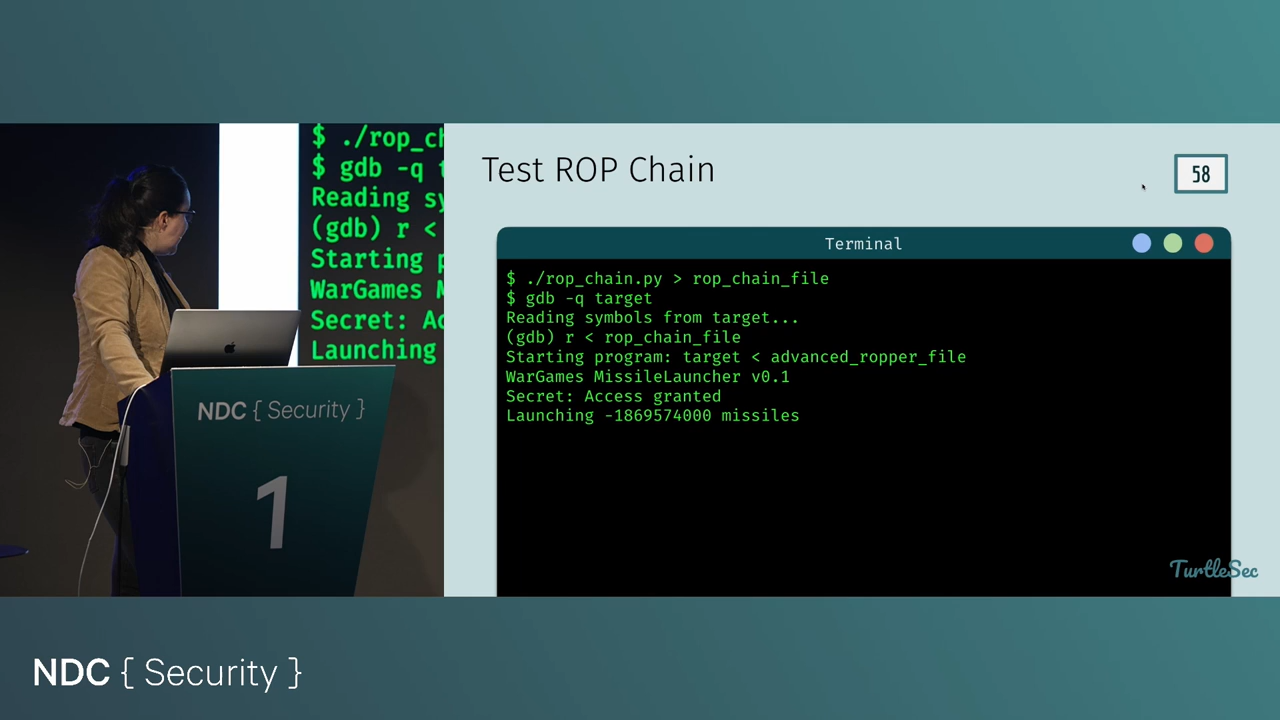 $ ./rop_ch
$ gdb -q t
Reading sy
(gdb) r <
Starting p
WarGames M
Secret: Ac
Launching
NDC { Security }
1
Test ROP Chain
58
Terminal
$ ./rop_chain.py > rop_chain_file
$ gdb -q target
Reading symbols from target...
(gdb) r < rop_chain_file
Starting program: target < advanced_ropper_file
WarGames MissileLauncher v0.1
Secret: Access granted
Launching -1869574000 missiles
TurtleSec
NDC { Security }